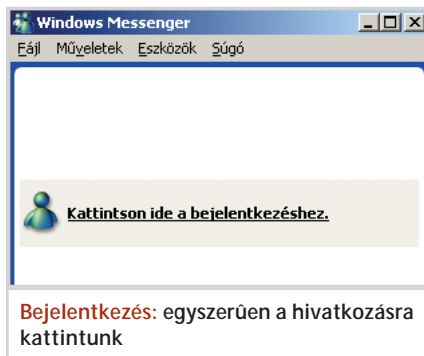 Windows Messenger
Fájl Műveletek Eszközök Súgó
Kattintson ide a bejelentkezéshez.
Bejelentkezés: egyszerûen a hivatkozásra
kattintunk